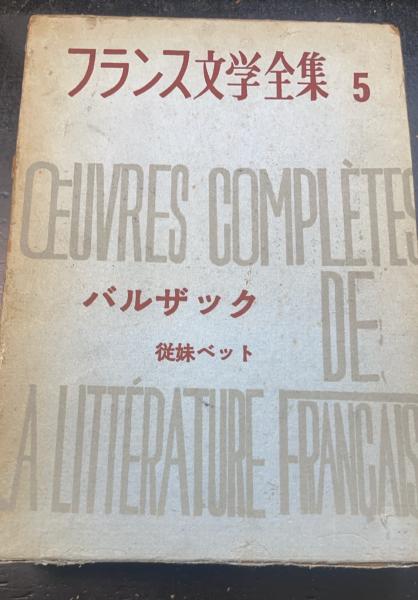 フランス文学全集 5
ŒUVRES COMPLÈTES
DE
バルザック
従妹ベット
LA LITTÉRATURE FRANÇAIS